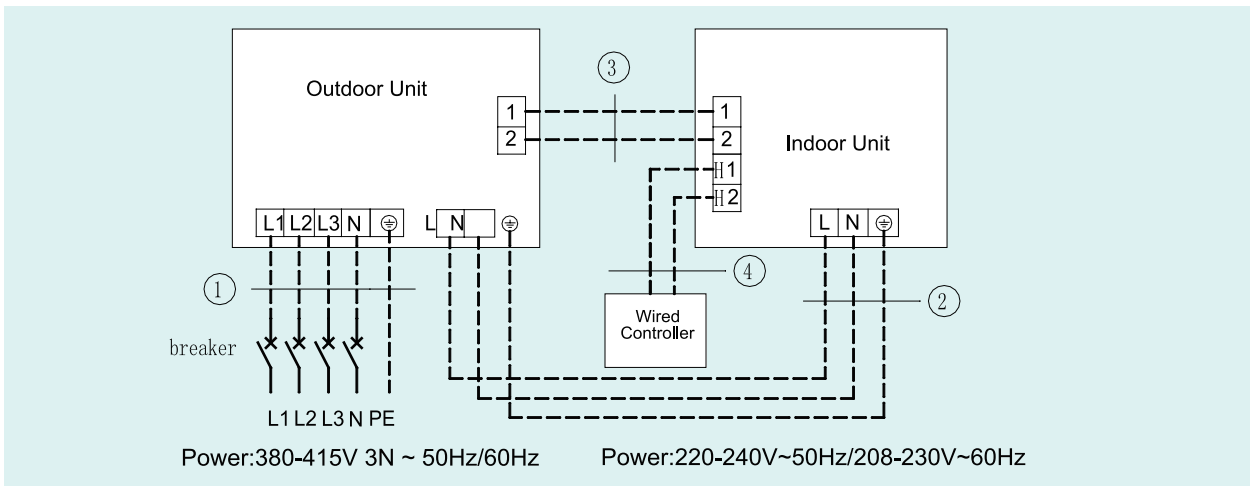 Outdoor Unit
1
2
L1 L2 L3 N
L N
③
1
2
H1
H2
Indoor Unit
L N
①
④
②
Wired
Controller
breaker
L1 L2 L3 N PE
Power:380-415V 3N ~ 50Hz/60Hz
Power:220-240V~50Hz/208-230V~60Hz